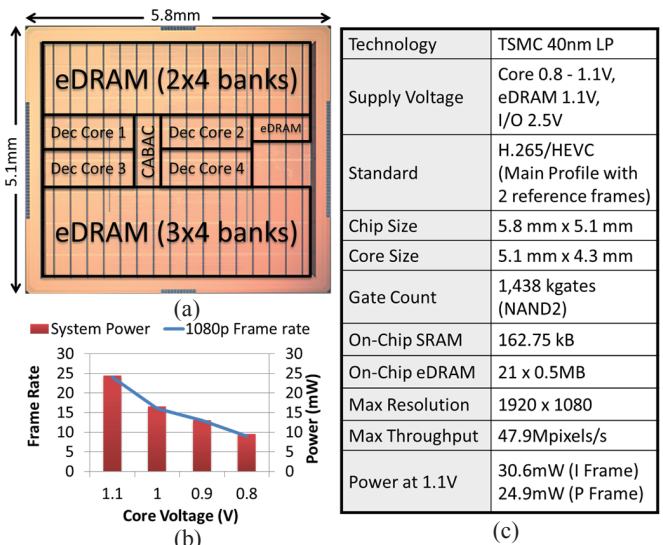 5.8mm
5.1mm
eDRAM (2x4 banks)
Dec Core 1
CABAC
Dec Core 2
eDRAM
Dec Core 3
Dec Core 4
eDRAM (3x4 banks)
(a)
System Power
1080p Frame rate
30
25
20
15
10
5
0
Frame Rate
30
25
20
15
10
5
0
Power (mW)
1.1 1 0.9 0.8
Core Voltage (V)
(b)
Technology TSMC 40nm LP
Supply Voltage Core 0.8 - 1.1V,
eDRAM 1.1V,
I/O 2.5V
Standard H.265/HEVC
(Main Profile with
2 reference frames)
Chip Size 5.8 mm x 5.1 mm
Core Size 5.1 mm x 4.3 mm
Gate Count 1,438 kgates
(NAND2)
On-Chip SRAM 162.75 kB
On-Chip eDRAM 21 x 0.5MB
Max Resolution 1920 x 1080
Max Throughput 47.9Mpixels/s
Power at 1.1V 30.6mW (I Frame)
24.9mW (P Frame)
(c)